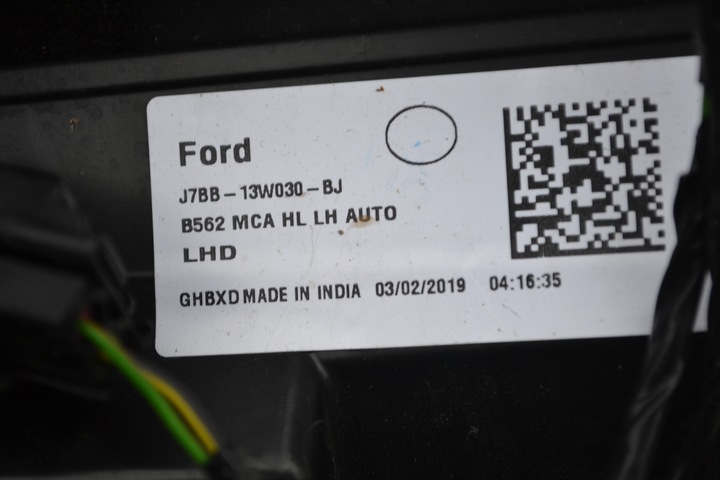 Ford
J7BB-13W030-BJ
B562 MCA HL LH AUTO
LHD
GHBXD MADE IN INDIA 03/02/2019 04:16:35